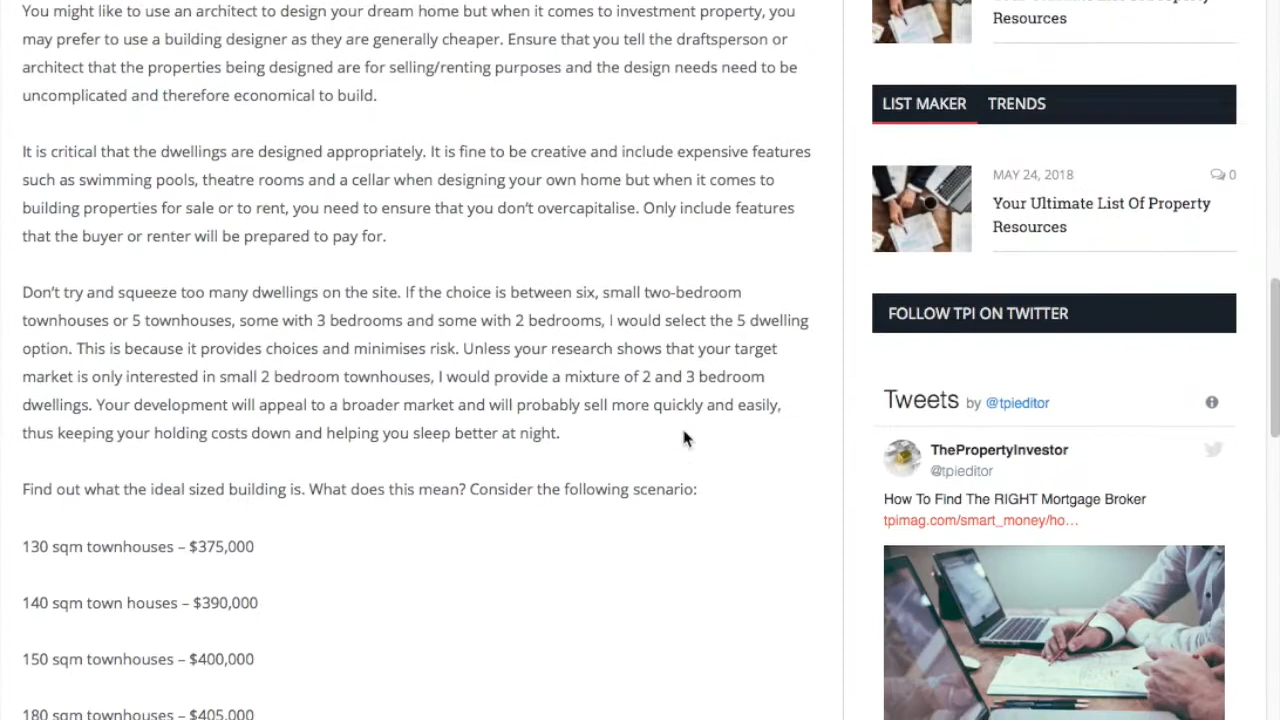 You might like to use an architect to design your dream home but when it comes to investment property, you
may prefer to use a building designer as they are generally cheaper. Ensure that you tell the draftsperson or
architect that the properties being designed are for selling/renting purposes and the design needs need to be
uncomplicated and therefore economical to build.
It is critical that the dwellings are designed appropriately. It is fine to be creative and include expensive features
such as swimming pools, theatre rooms and a cellar when designing your own home but when it comes to
building properties for sale or to rent, you need to ensure that you don’t overcapitalise. Only include features
that the buyer or renter will be prepared to pay for.
Don’t try and squeeze too many dwellings on the site. If the choice is between six, small two-bedroom
townhouses or 5 townhouses, some with 3 bedrooms and some with 2 bedrooms, I would select the 5 dwelling
option. This is because it provides choices and minimises risk. Unless your research shows that your target
market is only interested in small 2 bedroom townhouses, I would provide a mixture of 2 and 3 bedroom
dwellings. Your development will appeal to a broader market and will probably sell more quickly and easily,
thus keeping your holding costs down and helping you sleep better at night.
Find out what the ideal sized building is. What does this mean? Consider the following scenario:
130 sqm townhouses – $375,000
140 sqm town houses – $390,000
150 sqm townhouses – $400,000
180 sqm townhouses – $405,000
Resources
LIST MAKER TRENDS
MAY 24, 2018 0
Your Ultimate List Of Property
Resources
FOLLOW TPI ON TWITTER
Tweets by @tpieditor
ThePropertyInvestor
@tpieditor
How To Find The RIGHT Mortgage Broker
tpimag.com/smart_money/ho…